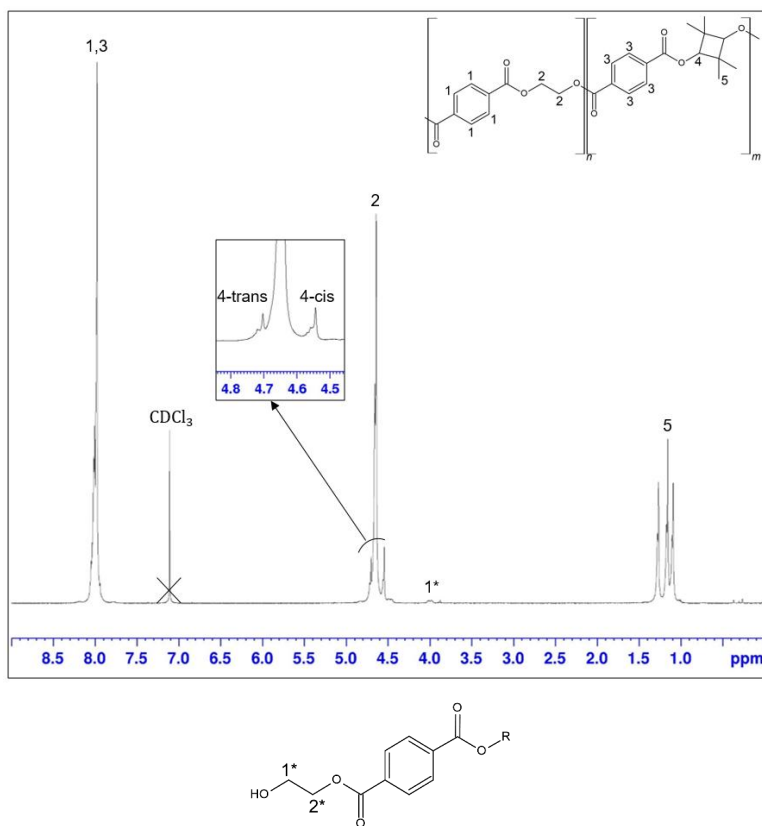 1,3
O
O
4
5
3
3
3
3
O
O
O
O
O
O
1
1
1
1
2
2
n
m
2
4-trans
4-cis
4.8 4.7 4.6 4.5
CDCl₃
5
1*
8.5 8.0 7.5 7.0 6.5 6.0 5.5 5.0 4.5 4.0 3.5 3.0 2.5 2.0 1.5 1.0 ppm
O
O
R
1*
HO
2*
O
O